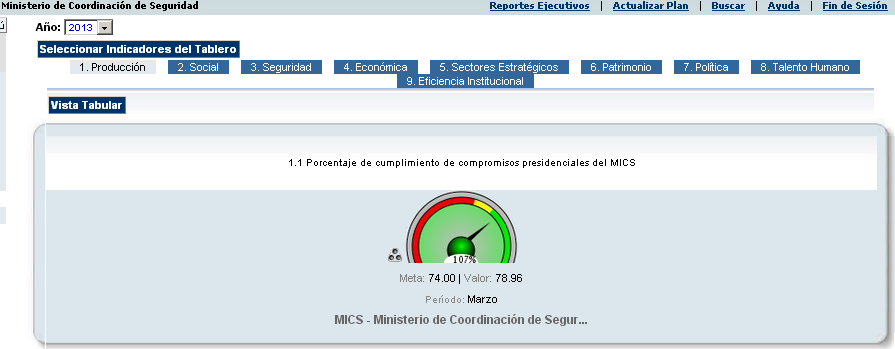 Ministerio de Coordinación de Seguridad
Reportes Ejecutivos | Actualizar Plan | Buscar | Ayuda | Fin de Sesión
Año: 2013
Seleccionar Indicadores del Tablero
1. Producción 2. Social 3. Seguridad 4. Económica 5. Sectores Estratégicos 6. Patrimonio 7. Política 8. Talento Humano
9. Eficiencia Institucional
Vista Tabular
1.1 Porcentaje de cumplimiento de compromisos presidenciales del MICS
107%
Meta: 74.00 | Valor: 78.96
Período: Marzo
MICS - Ministerio de Coordinación de Segur...